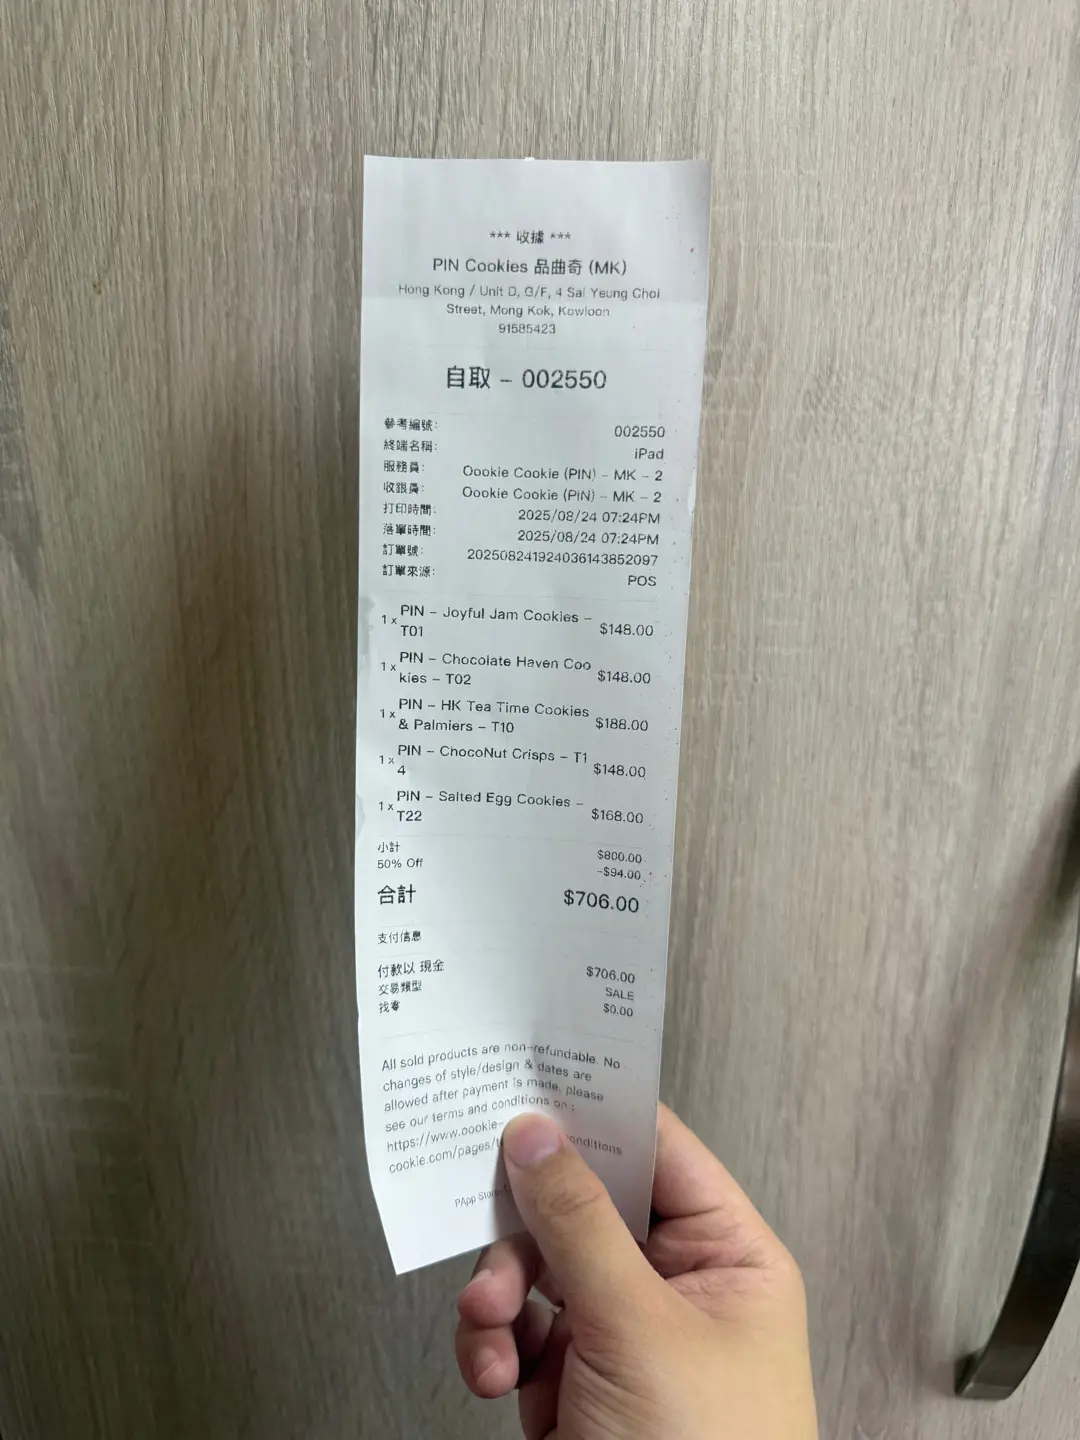 *** 收據 ***
PIN Cookies 品曲奇 (MK)
Hong Kong / Unit D, G/F, 4 Sai Yeung Choi
Street, Mong Kok, Kowloon
91585423
自取 - 002550
參考編號: 002550
終端名稱: iPad
服務員: Oookie Cookie (PIN) - MK - 2
收銀員: Oookie Cookie (PIN) - MK - 2
打印時間: 2025/08/24 07:24PM
落單時間: 2025/08/24 07:24PM
訂單號: 202508241924036143852097
訂單來源: POS
1 x PIN - Joyful Jam Cookies - $148.00
T01
1 x PIN - Chocolate Haven Coo $148.00
kies - T02
1 x PIN - HK Tea Time Cookies $188.00
& Palmiers - T10
1 x PIN - ChocoNut Crisps - T1 $148.00
4
1 x PIN - Salted Egg Cookies - $168.00
T22
小計 $800.00
50% Off -$94.00
合計 $706.00
支付信息
付款以 現金 $706.00
交易類型 SALE
找零 $0.00
All sold products are non-refundable. No
changes of style/design & dates are
allowed after payment is made, please
see our terms and conditions on :
https://www.oookie-
cookie.com/pages/ onditions
PApp